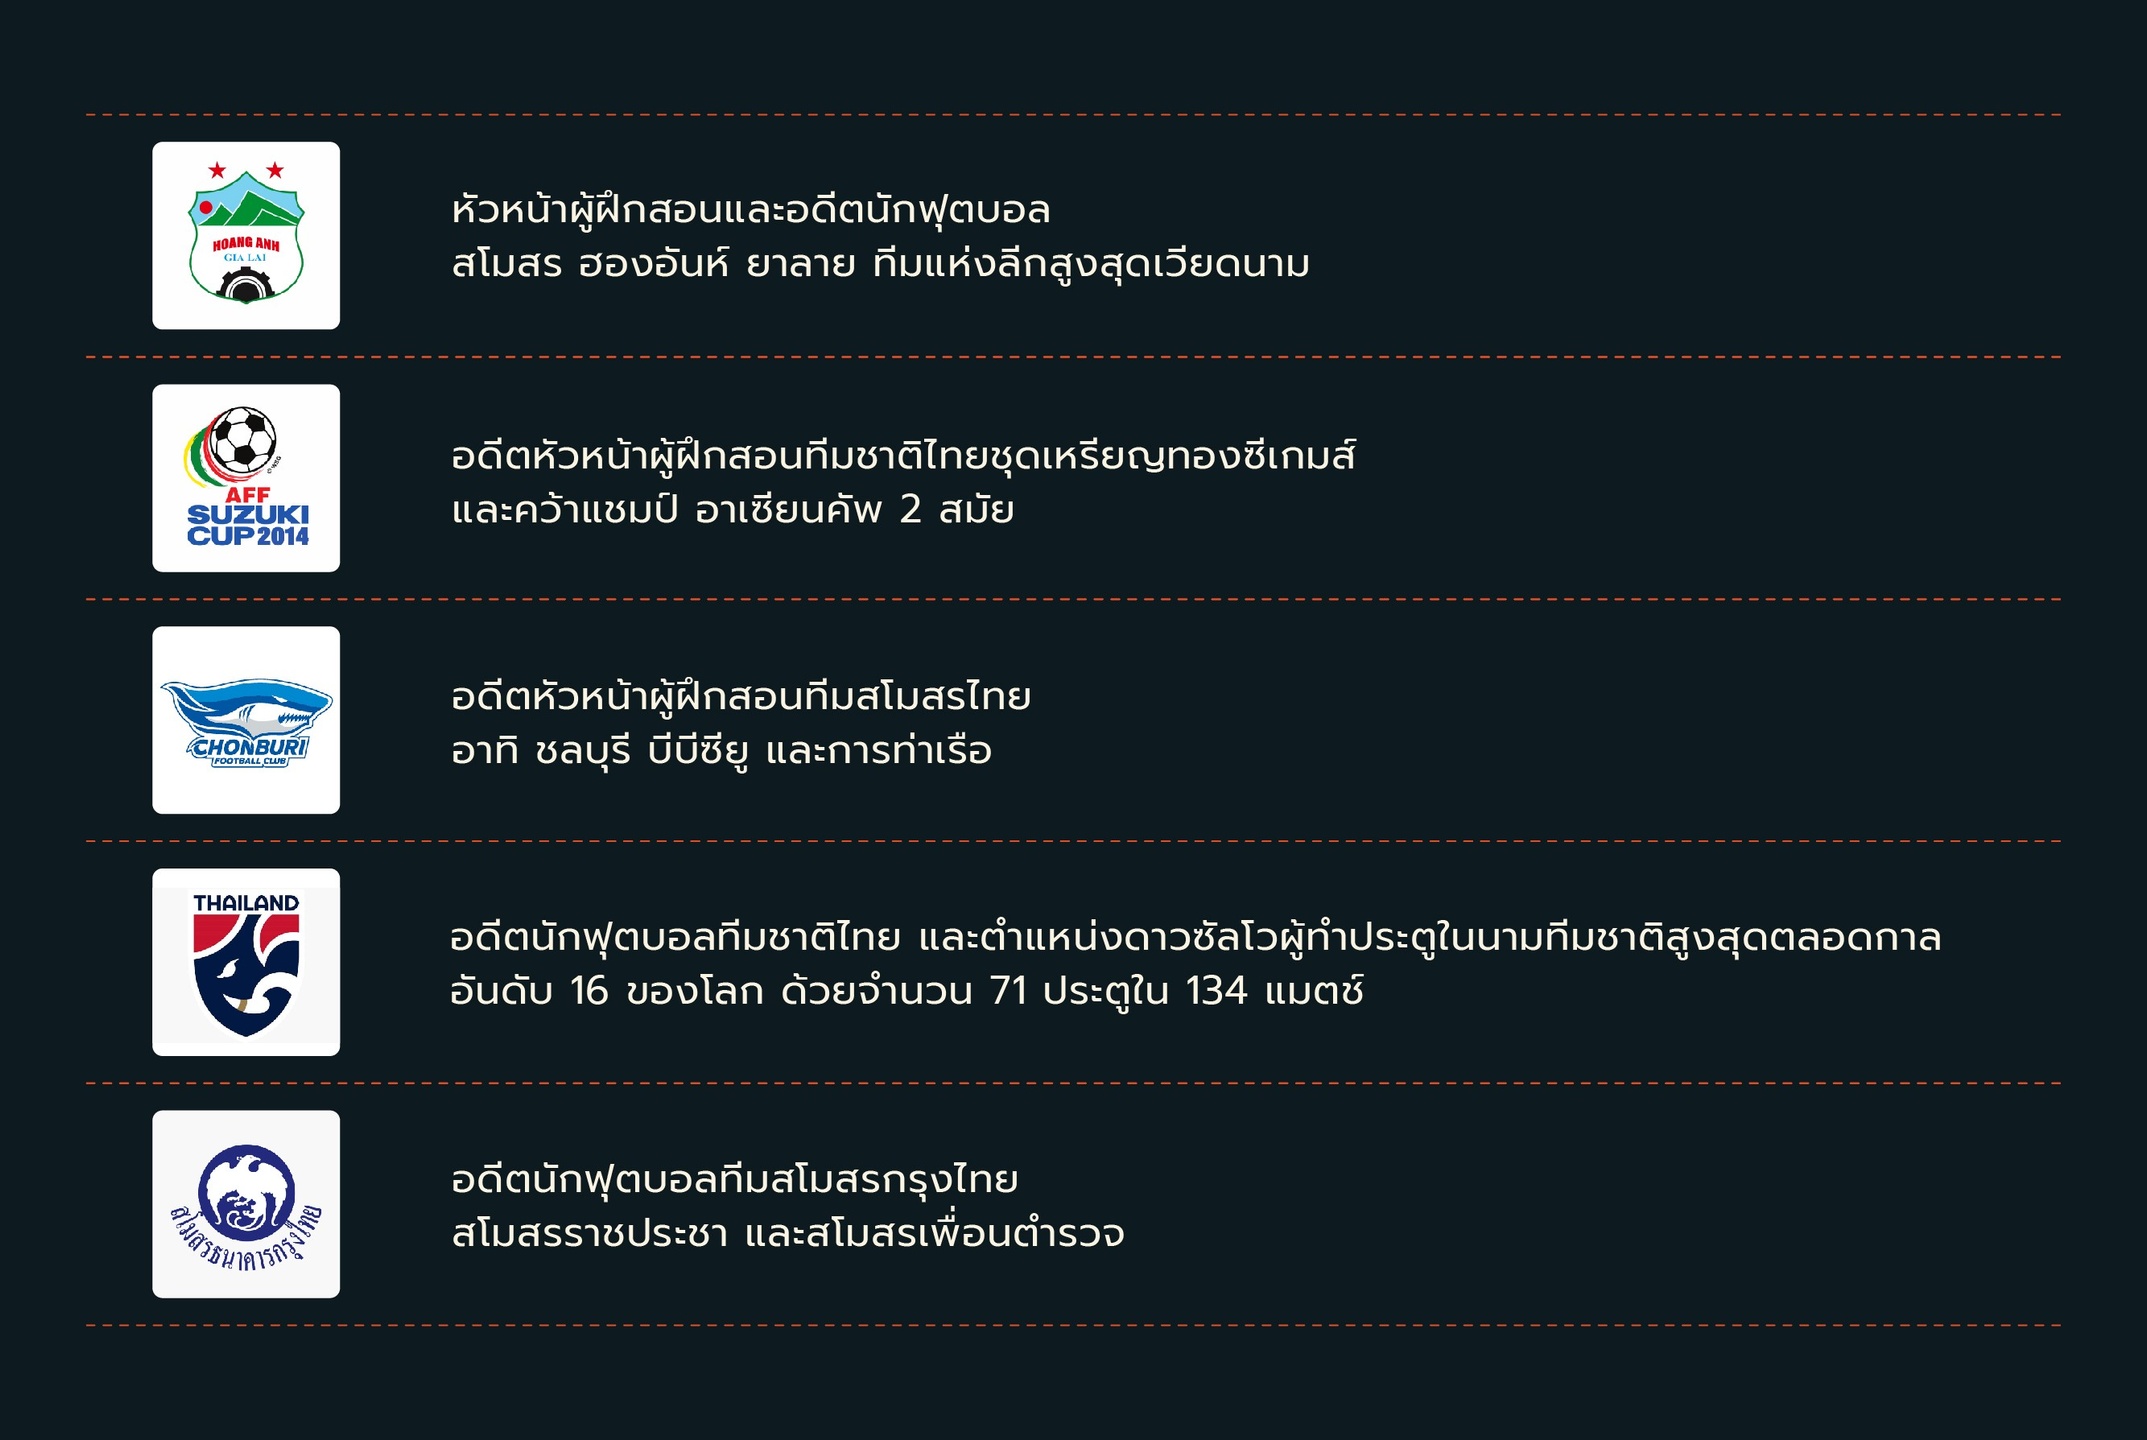 HOANG ANH
GIA LAI
หัวหน้าผู้ฝึกสอนและอดีตนักฟุตบอล
สโมสร ฮองอันห์ ยาลาย ทีมแห่งลีกสูงสุดเวียดนาม
AFF
SUZUKI
CUP 2014
อดีตหัวหน้าผู้ฝึกสอนทีมชาติไทยชุดเหรียญทองซีเกมส์
และคว้าแชมป์ อาเซียนคัพ 2 สมัย
CHONBURI
FOOTBALL CLUB
อดีตหัวหน้าผู้ฝึกสอนทีมสโมสรไทย
อาทิ ชลบุรี บีบีซียู และการท่าเรือ
THAILAND
อดีตนักฟุตบอลทีมชาติไทย และตำแหน่งดาวซัลโวผู้ทำประตูในนามทีมชาติสูงสุดตลอดกาล
อันดับ 16 ของโลก ด้วยจำนวน 71 ประตูใน 134 แมตช์
สโมสรธนาคารกรุงไทย
อดีตนักฟุตบอลทีมสโมสรกรุงไทย
สโมสรราชประชา และสโมสรเพื่อนตำรวจ